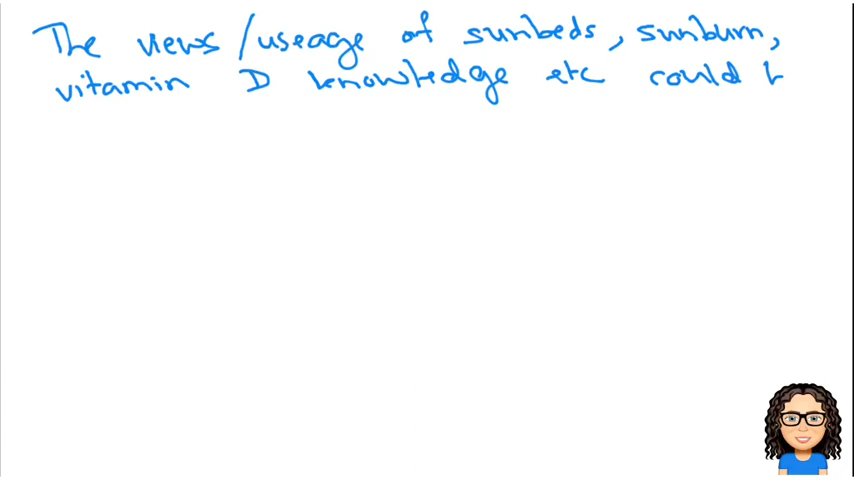 The views/useage of sunbeds, sunburn,
vitamin D knowledge etc could